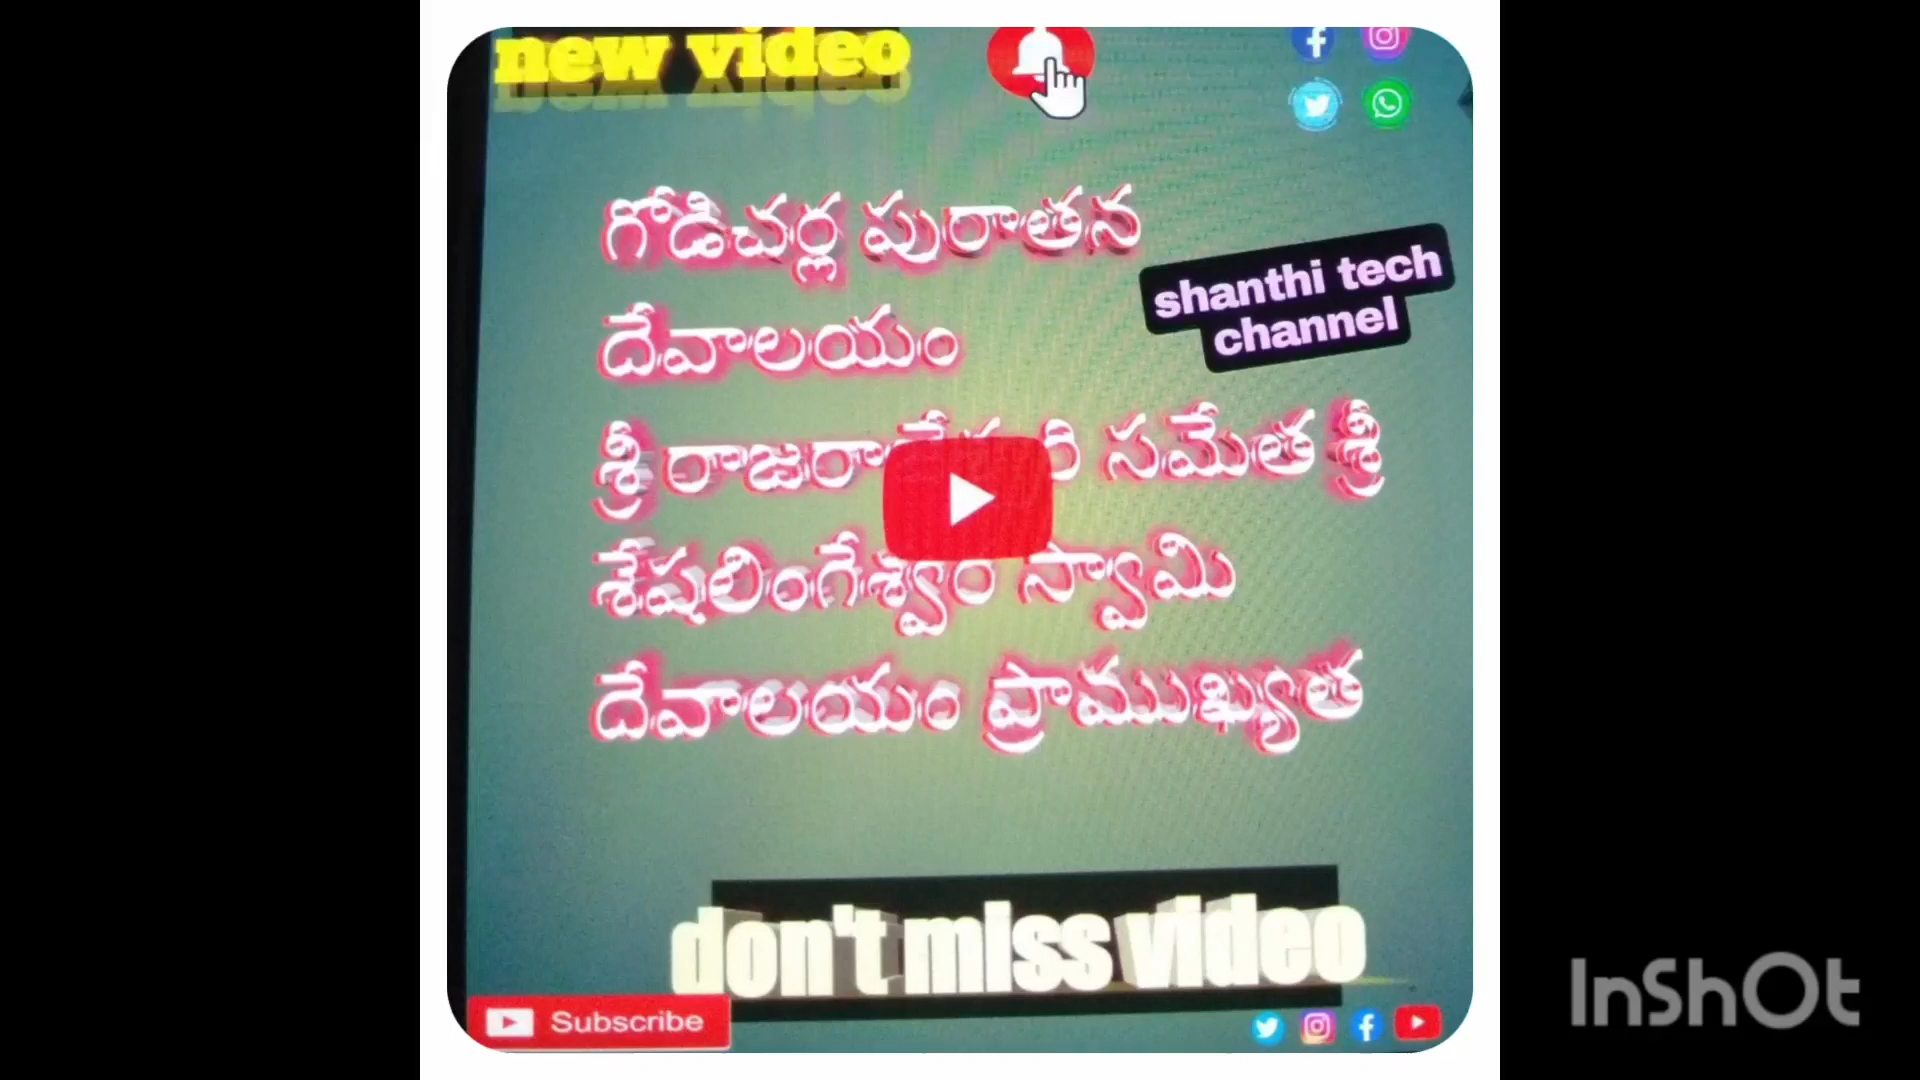 new video
గోడిచర్ల పురాతన
దేవాలయం
shanthi tech
channel
శ్రీ సమేత శ్రీ
శేషలింగేశ్వర స్వామి
దేవాలయం ప్రాముఖ్యత
don't miss video
Subscribe
InShOt